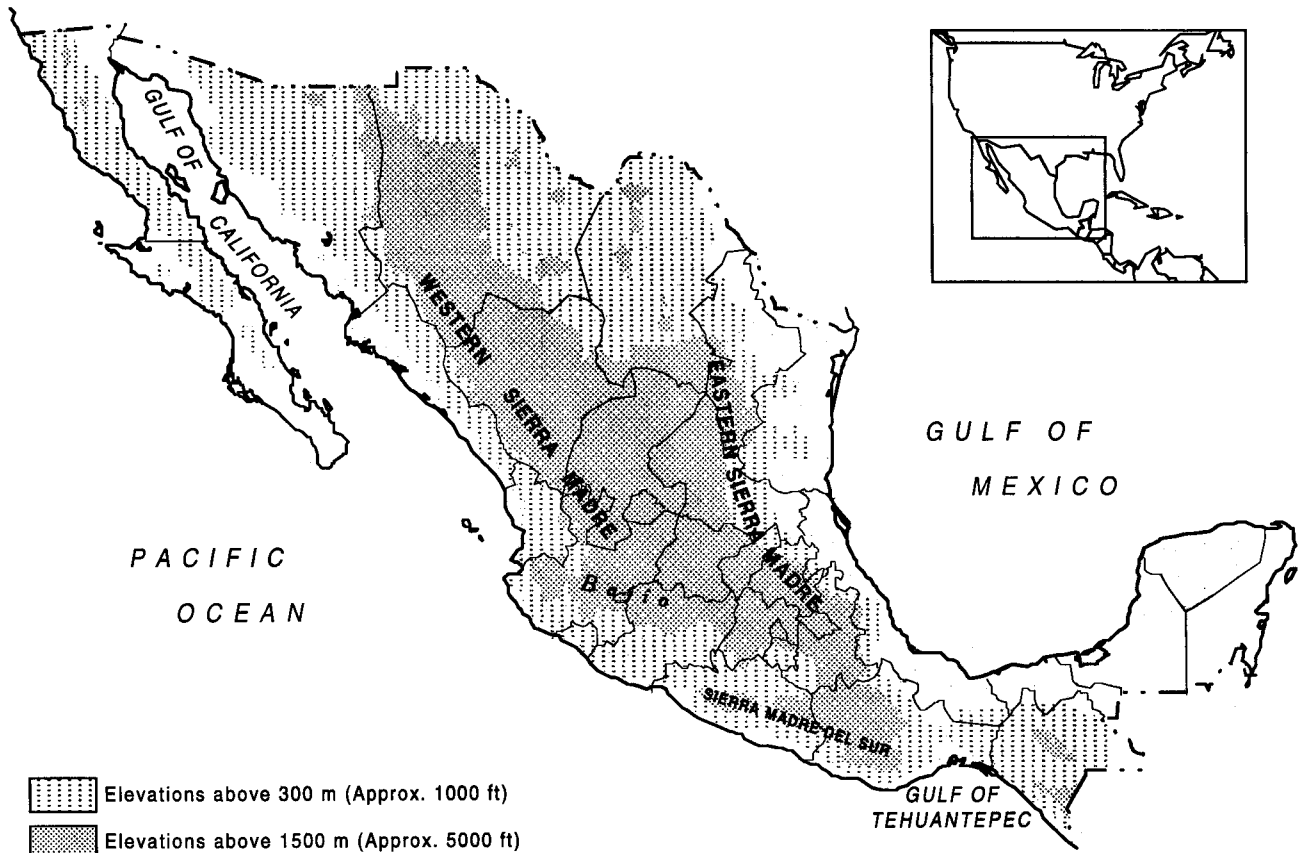 GULF OF
CALIFORNIA
WESTERN
SIERRA
MADRE
EASTERN SIERRA
MADRE
GULF OF
MEXICO
PACIFIC
OCEAN
Bajio
SIERRA MADRE DEL SUR
GULF OF
TEHUANTEPEC
Elevations above 300 m (Approx. 1000 ft)
Elevations above 1500 m (Approx. 5000 ft)